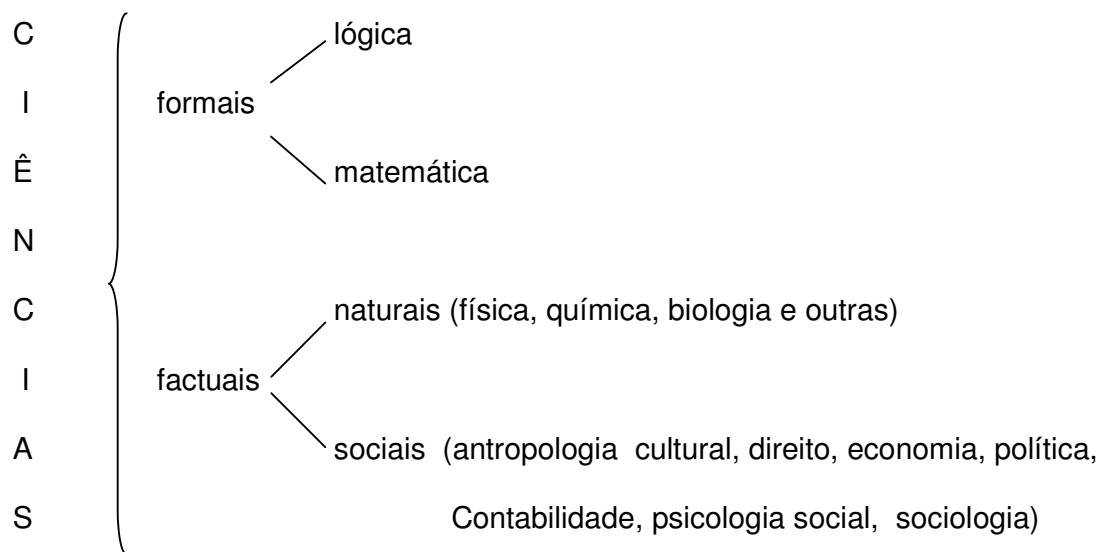 C lógica
I formais
Ê matemática
N
C naturais (física, química, biologia e outras)
I factuais
A sociais (antropologia cultural, direito, economia, política,
S Contabilidade, psicologia social, sociologia)